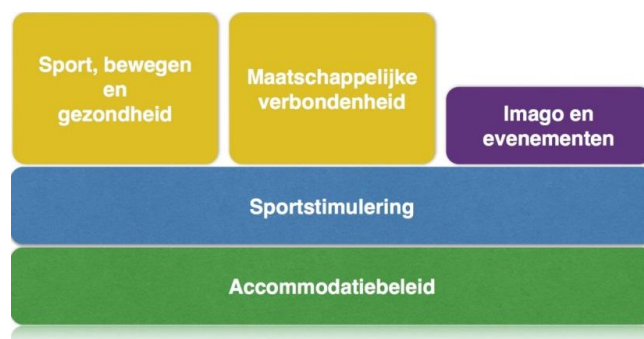 Sport, bewegen
en
gezondheid
Maatschappelijke
verbondenheid
Imago en
evenementen
Sportstimulering
Accommodatiebeleid